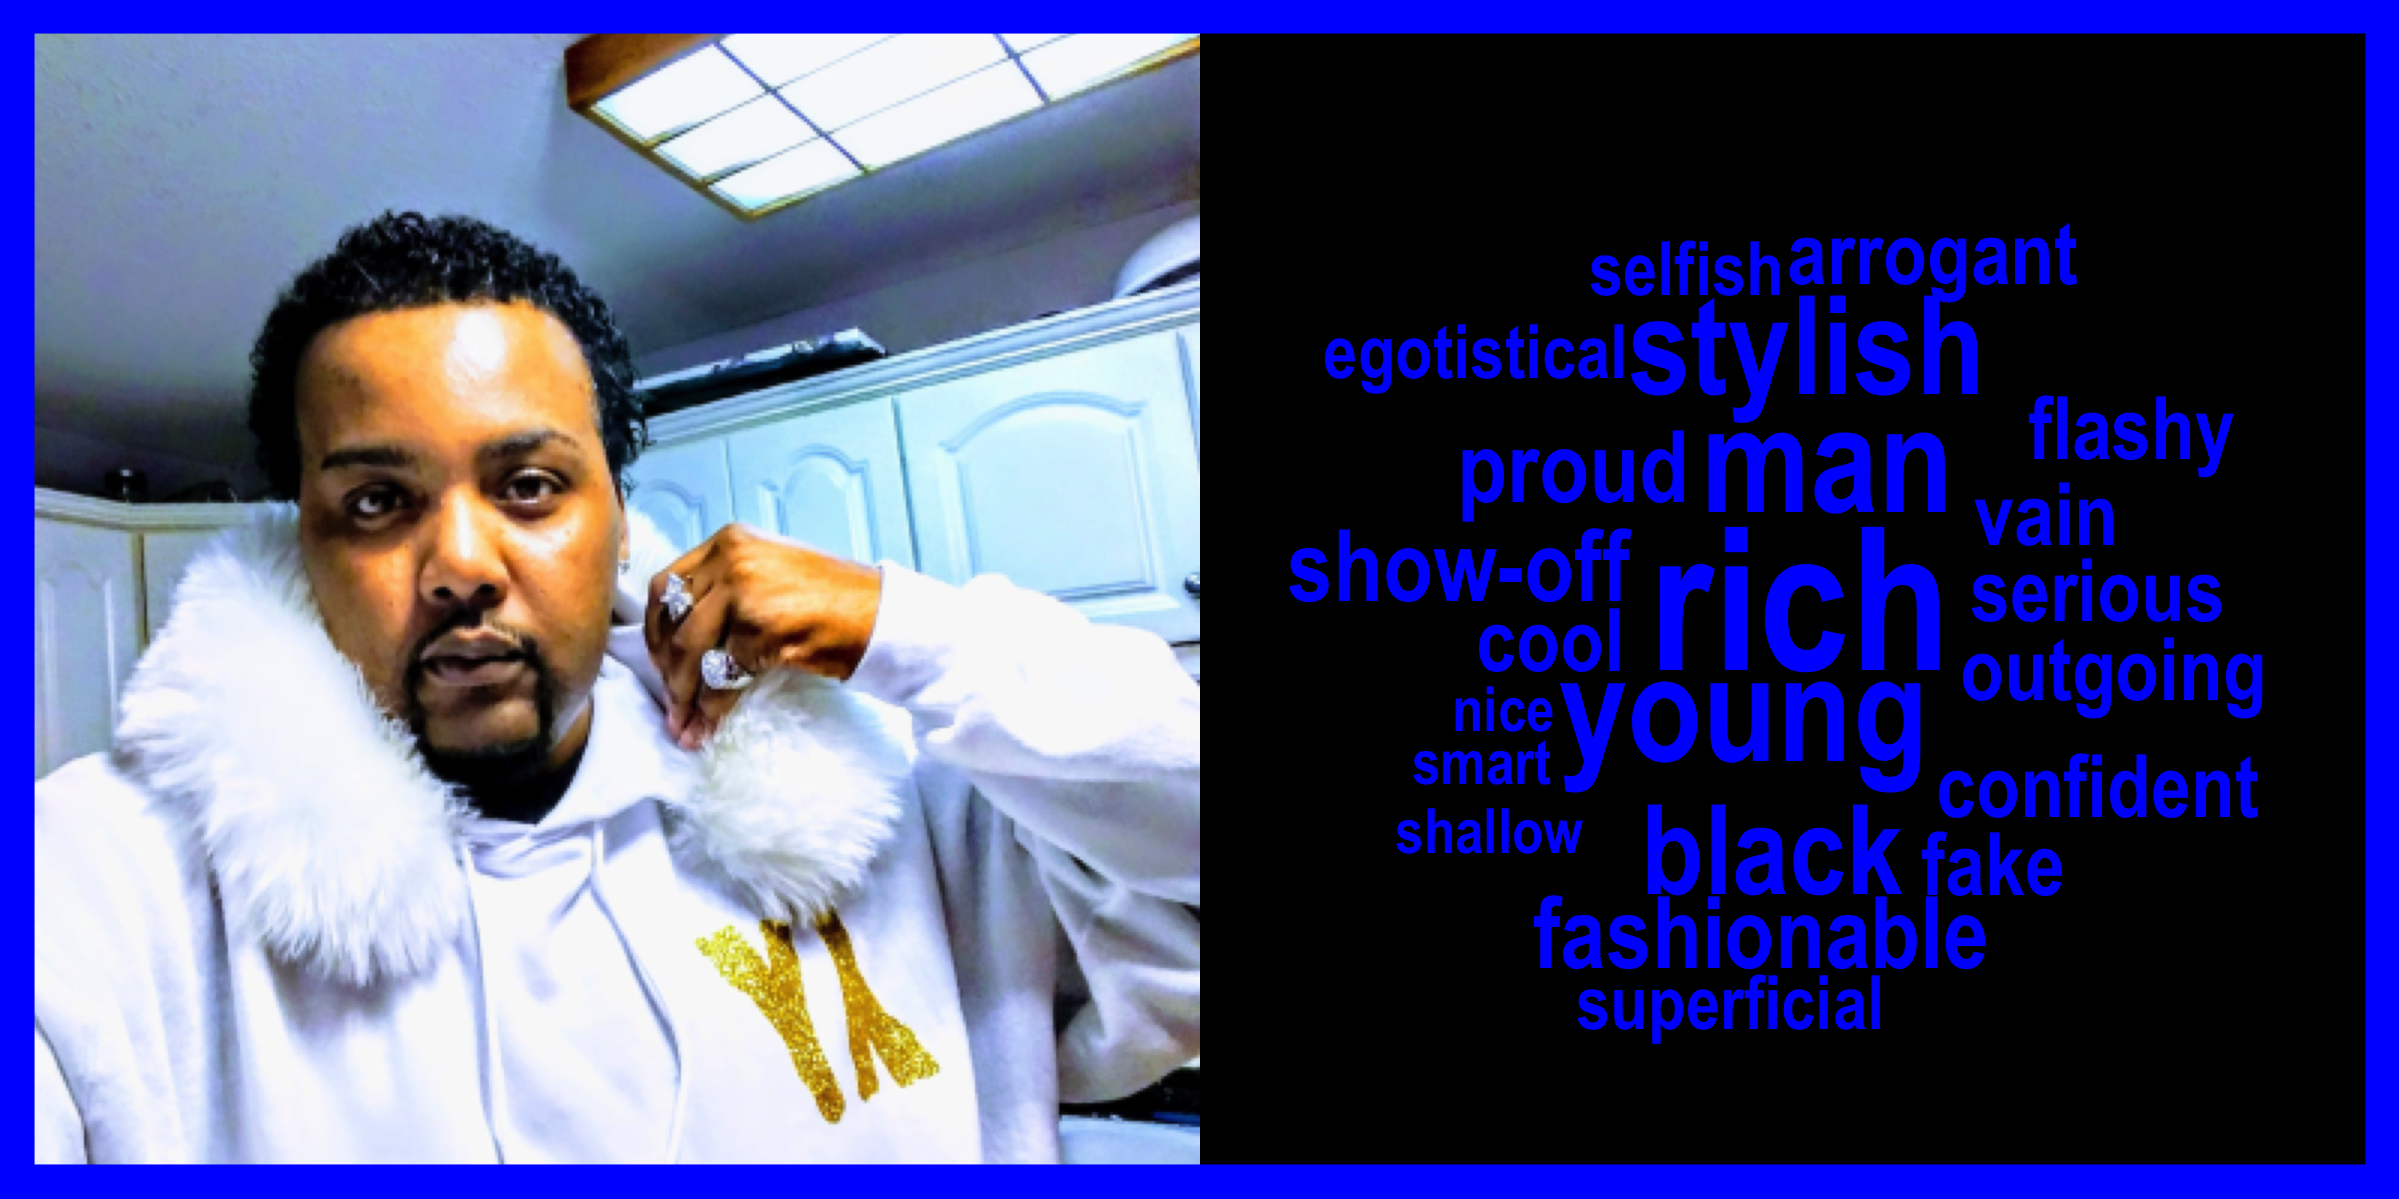 selfish arrogant
egotistical stylish
flashy
proud man
vain
show-off rich serious
cool
outgoing
nice young
smart
confident
shallow black fake
fashionable
superficial